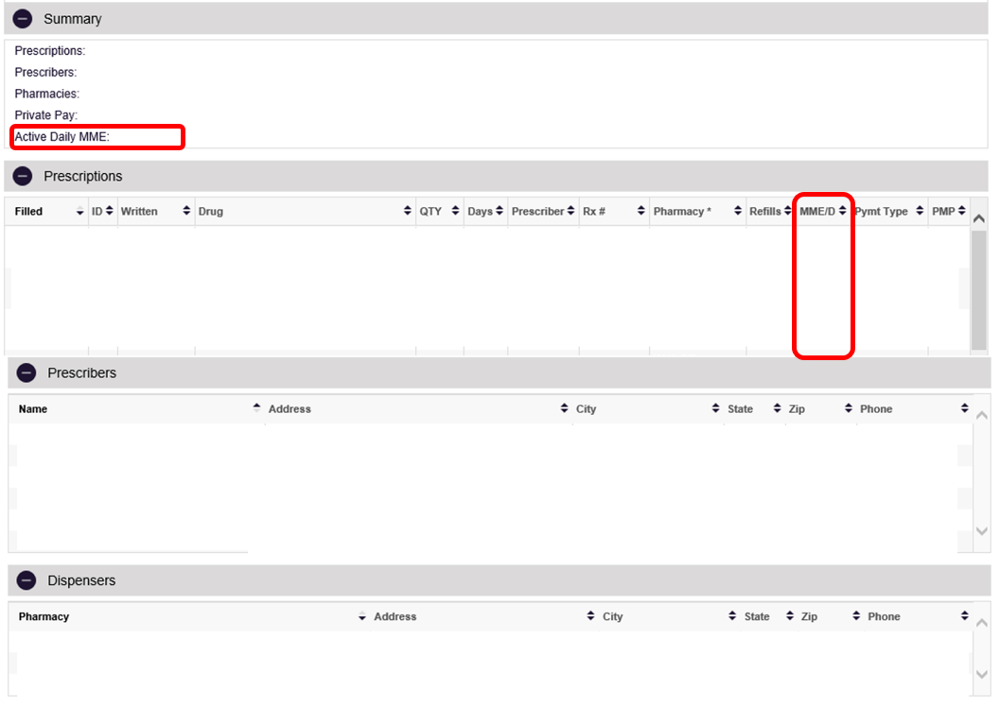 Summary
Prescriptions:
Prescribers:
Pharmacies:
Private Pay:
Active Daily MME:
Prescriptions
Filled ID Written Drug QTY Days Prescriber Rx # Pharmacy * Refills MME/D Pymt Type PMP
Prescribers
Name Address City State Zip Phone
Dispensers
Pharmacy Address City State Zip Phone